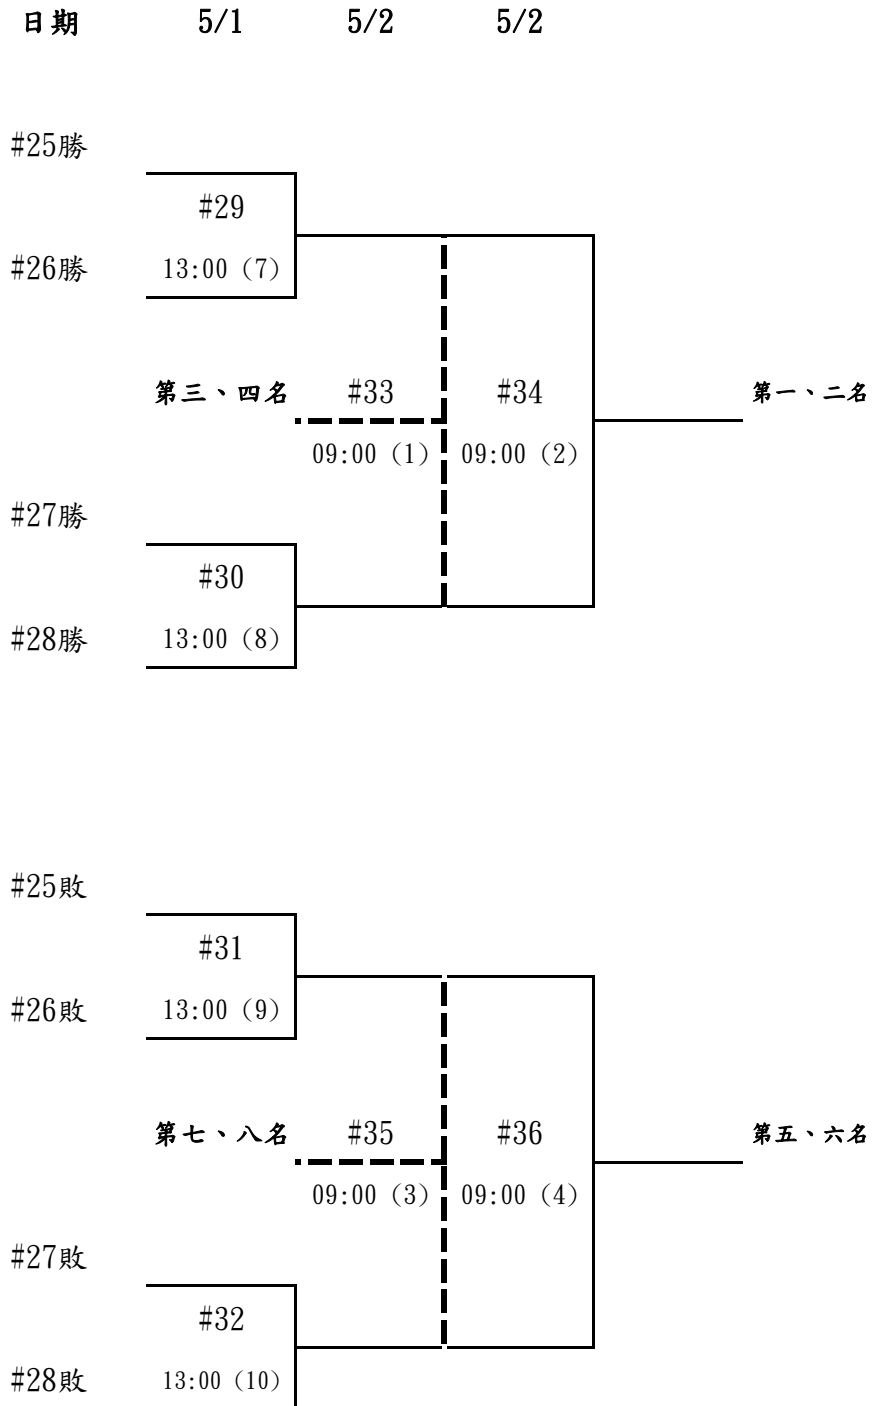 日期 5/1 5/2 5/2
#25勝
#29
#26勝 13:00 (7)
第三、四名 #33 #34 第一、二名
09:00 (1) 09:00 (2)
#27勝
#30
#28勝 13:00 (8)
#25敗
#31
#26敗 13:00 (9)
第七、八名 #35 #36 第五、六名
09:00 (3) 09:00 (4)
#27敗
#32
#28敗 13:00 (10)